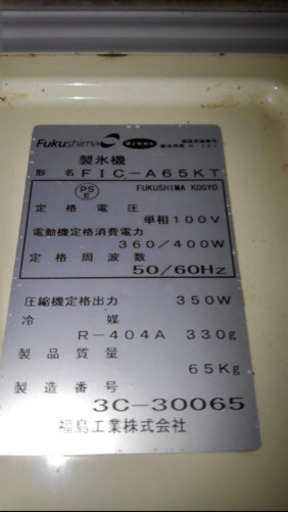 Fukushima
製氷機
形 名 FIC-A65KT
PS E FUKUSHIMA KOGYO
定格電圧
単相100V
電動機定格消費電力
360/400W
定格周波数
50/60Hz
圧縮機定格出力 350W
冷 媒
R-404A 330g
製品質量
65Kg
製造番号
3C-30065
福島工業株式会社